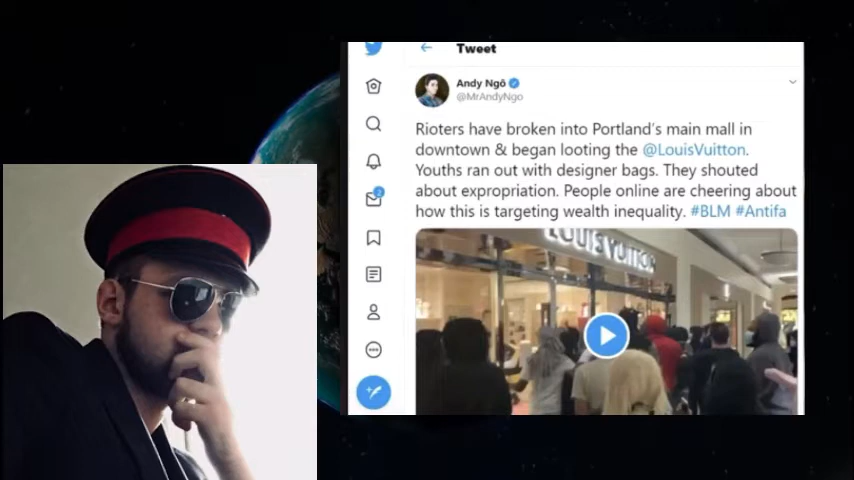 Tweet
Andy Ngô
@MrAndyNgo
Rioters have broken into Portland's main mall in
downtown & began looting the @LouisVuitton.
Youths ran out with designer bags. They shouted
about expropriation. People online are cheering about
how this is targeting wealth inequality. #BLM #Antifa
LOUIS VUITTON
2